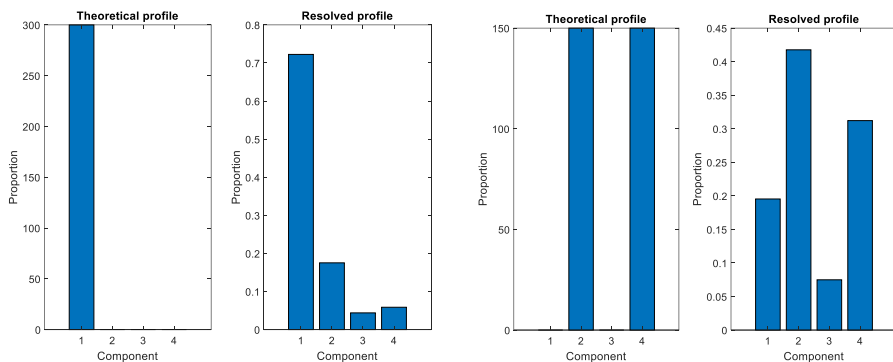 Theoretical profile
300
250
200
150
100
50
0
Proportion
1 2 3 4
Component
Resolved profile
0.8
0.7
0.6
0.5
0.4
0.3
0.2
0.1
0
Proportion
1 2 3 4
Component
Theoretical profile
150
100
50
0
Proportion
1 2 3 4
Component
Resolved profile
0.45
0.4
0.35
0.3
0.25
0.2
0.15
0.1
0.05
0
Proportion
1 2 3 4
Component